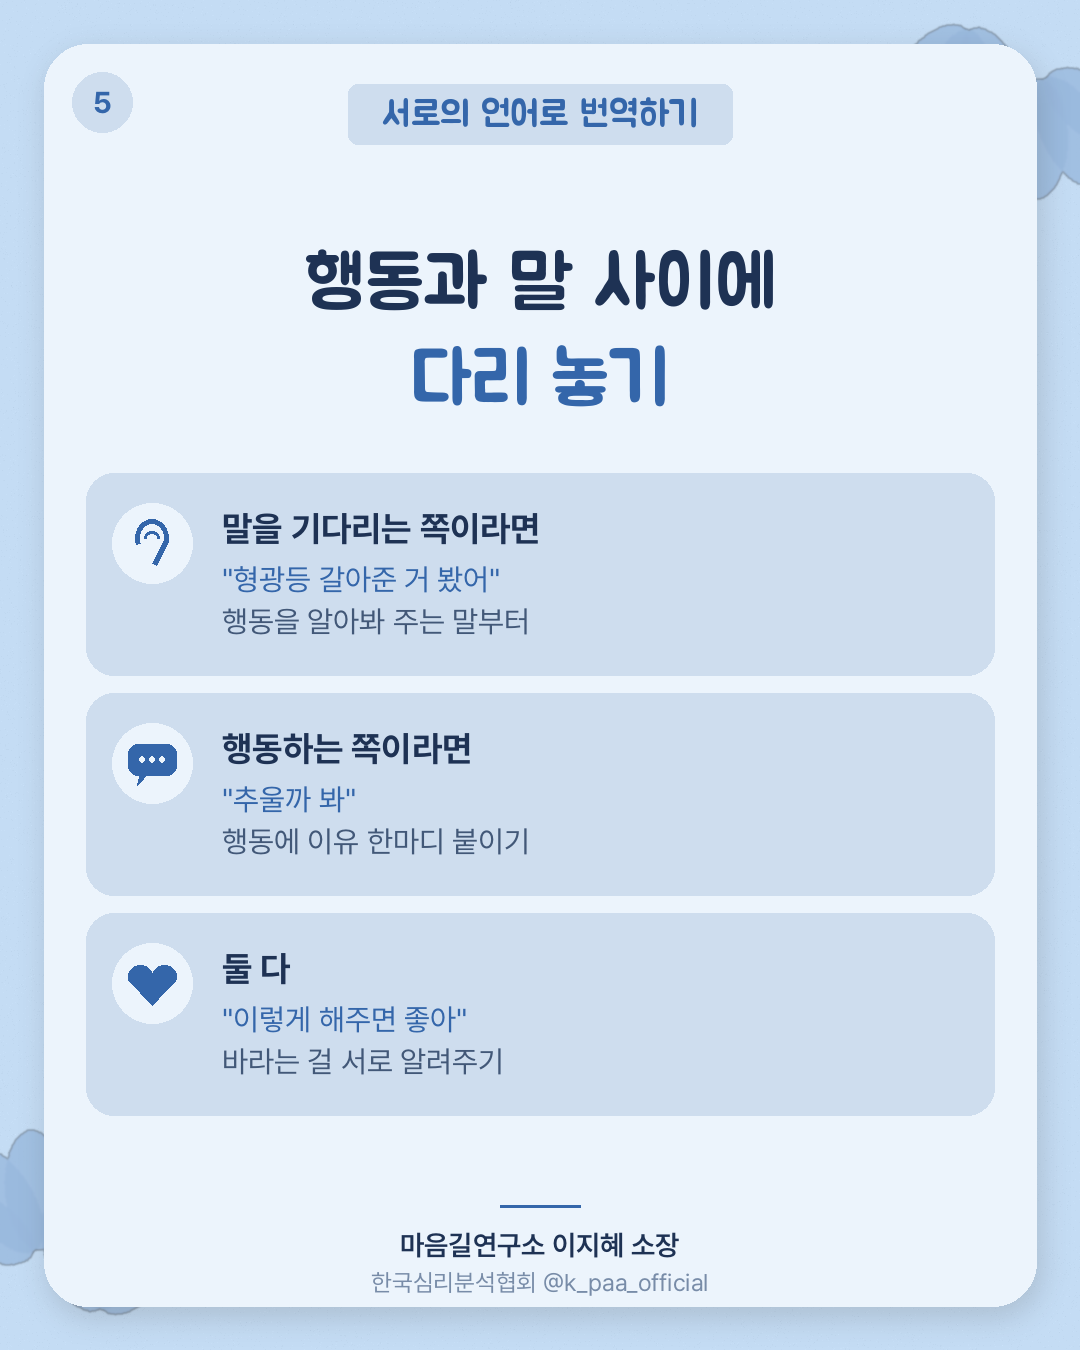 5
서로의 언어로 번역하기
행동과 말 사이에
다리 놓기
말을 기다리는 쪽이라면
"형광등 갈아준 거 봤어"
행동을 알아봐 주는 말부터
행동하는 쪽이라면
"추울까 봐"
행동에 이유 한마디 붙이기
둘 다
"이렇게 해주면 좋아"
바라는 걸 서로 알려주기
마음길연구소 이지혜 소장
한국심리분석협회 @k_paa_official